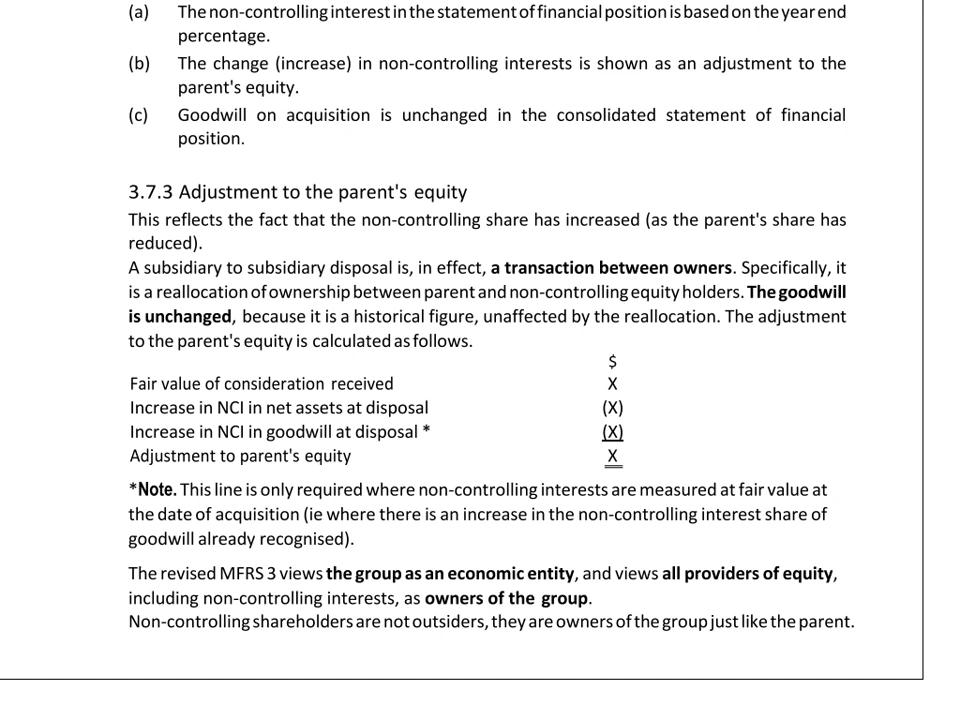 (a) The non-controlling interest in the statement of financial position is based on the year end
percentage.
(b) The change (increase) in non-controlling interests is shown as an adjustment to the
parent's equity.
(c) Goodwill on acquisition is unchanged in the consolidated statement of financial
position.
3.7.3 Adjustment to the parent's equity
This reflects the fact that the non-controlling share has increased (as the parent's share has
reduced).
A subsidiary to subsidiary disposal is, in effect, a transaction between owners. Specifically, it
is a reallocation of ownership between parent and non-controlling equity holders. The goodwill
is unchanged, because it is a historical figure, unaffected by the reallocation. The adjustment
to the parent's equity is calculated as follows.
$
Fair value of consideration received X
Increase in NCI in net assets at disposal (X)
Increase in NCI in goodwill at disposal * (X)
Adjustment to parent's equity X
*Note. This line is only required where non-controlling interests are measured at fair value at
the date of acquisition (ie where there is an increase in the non-controlling interest share of
goodwill already recognised).
The revised MFRS 3 views the group as an economic entity, and views all providers of equity,
including non-controlling interests, as owners of the group.
Non-controlling shareholders are not outsiders, they are owners of the group just like the parent.